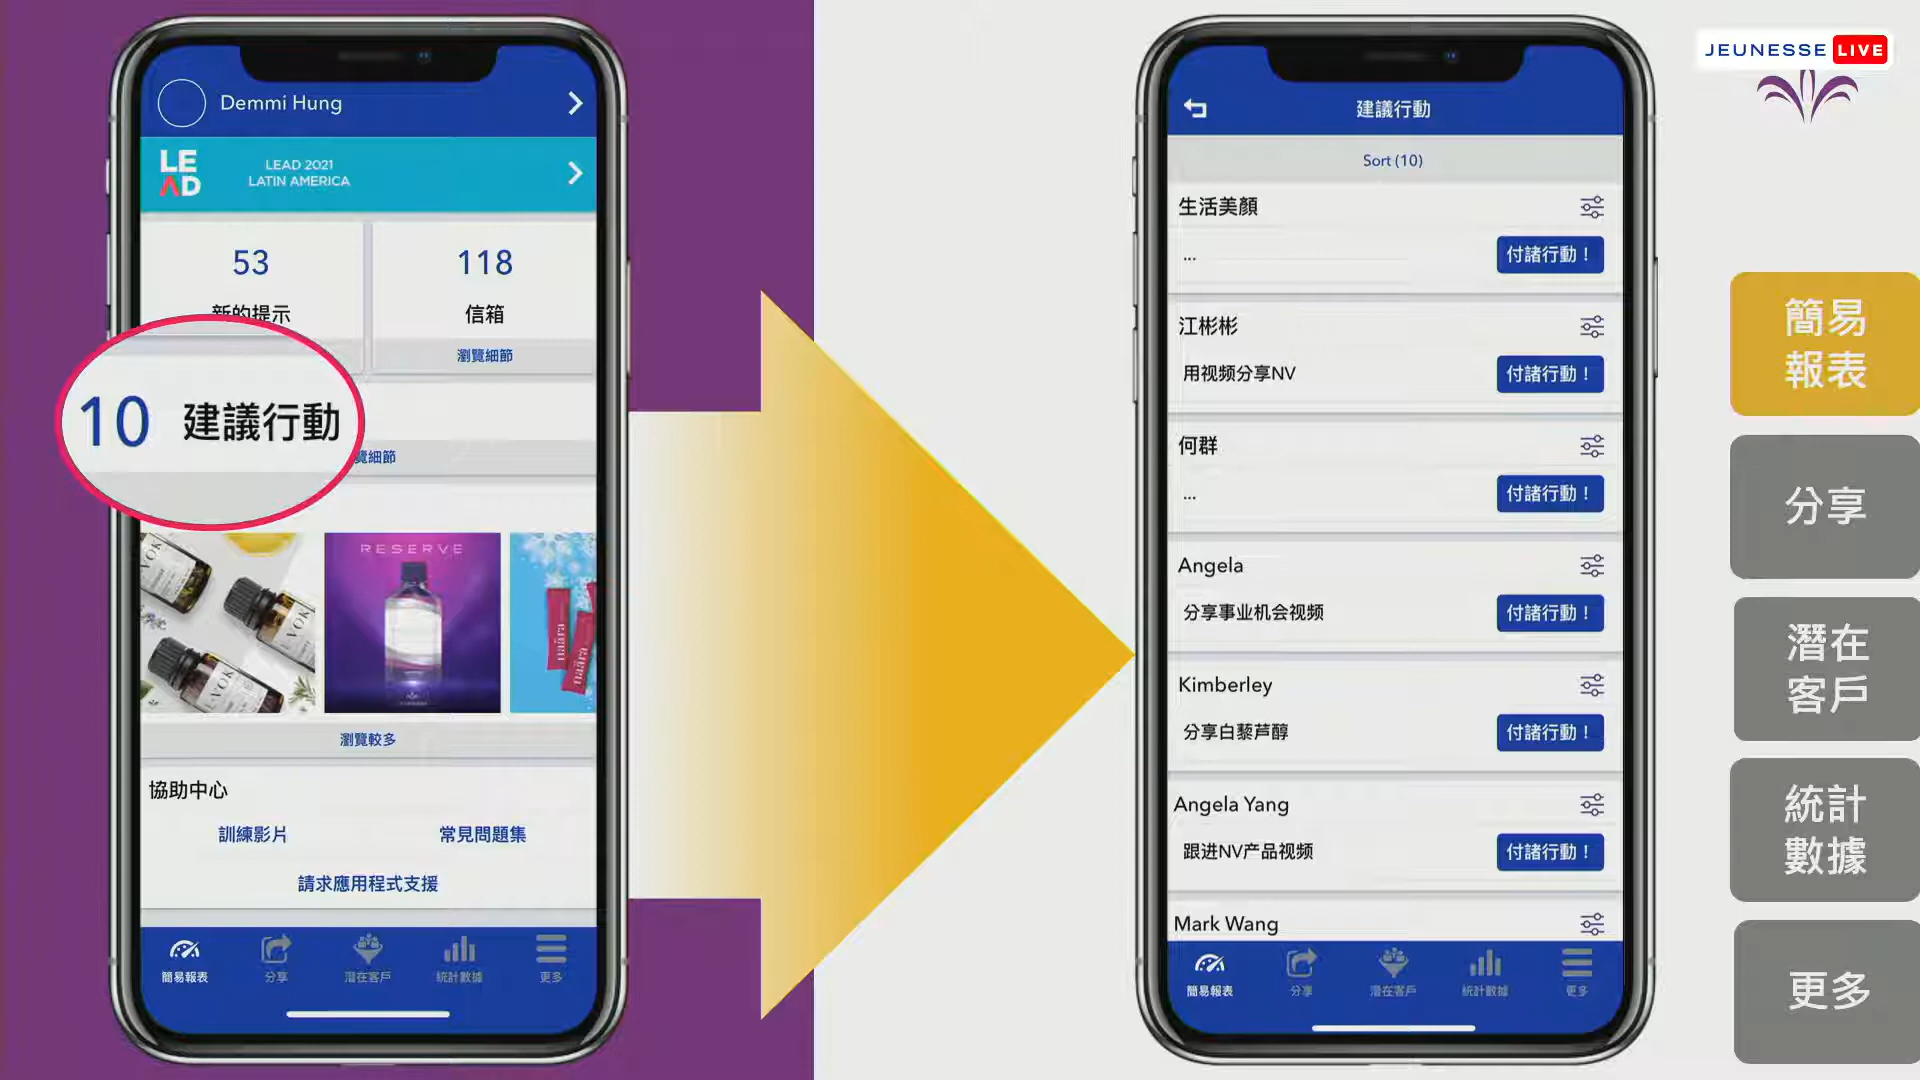 Demmi Hung
LEAD
LEAD 2021
LATIN AMERICA
53
新的提示
118
信箱
瀏覽細節
10 建議行動
覽細節
RESERVE
naära
naära
瀏覽較多
協助中心
訓練影片
常見問題集
請求應用程式支援
簡易報表
分享
潛在客戶
統計數據
更多
建議行動
Sort (10)
生活美顏
...
付諸行動！
江彬彬
用视频分享NV
付諸行動！
何群
...
付諸行動！
Angela
分享事业机会视频
付諸行動！
Kimberley
分享白藜芦醇
付諸行動！
Angela Yang
跟进NV产品视频
付諸行動！
Mark Wang
簡易報表
分享
潛在客戶
統計數據
更多
JEUNESSE LIVE
簡易
報表
分享
潛在
客戶
統計
數據
更多